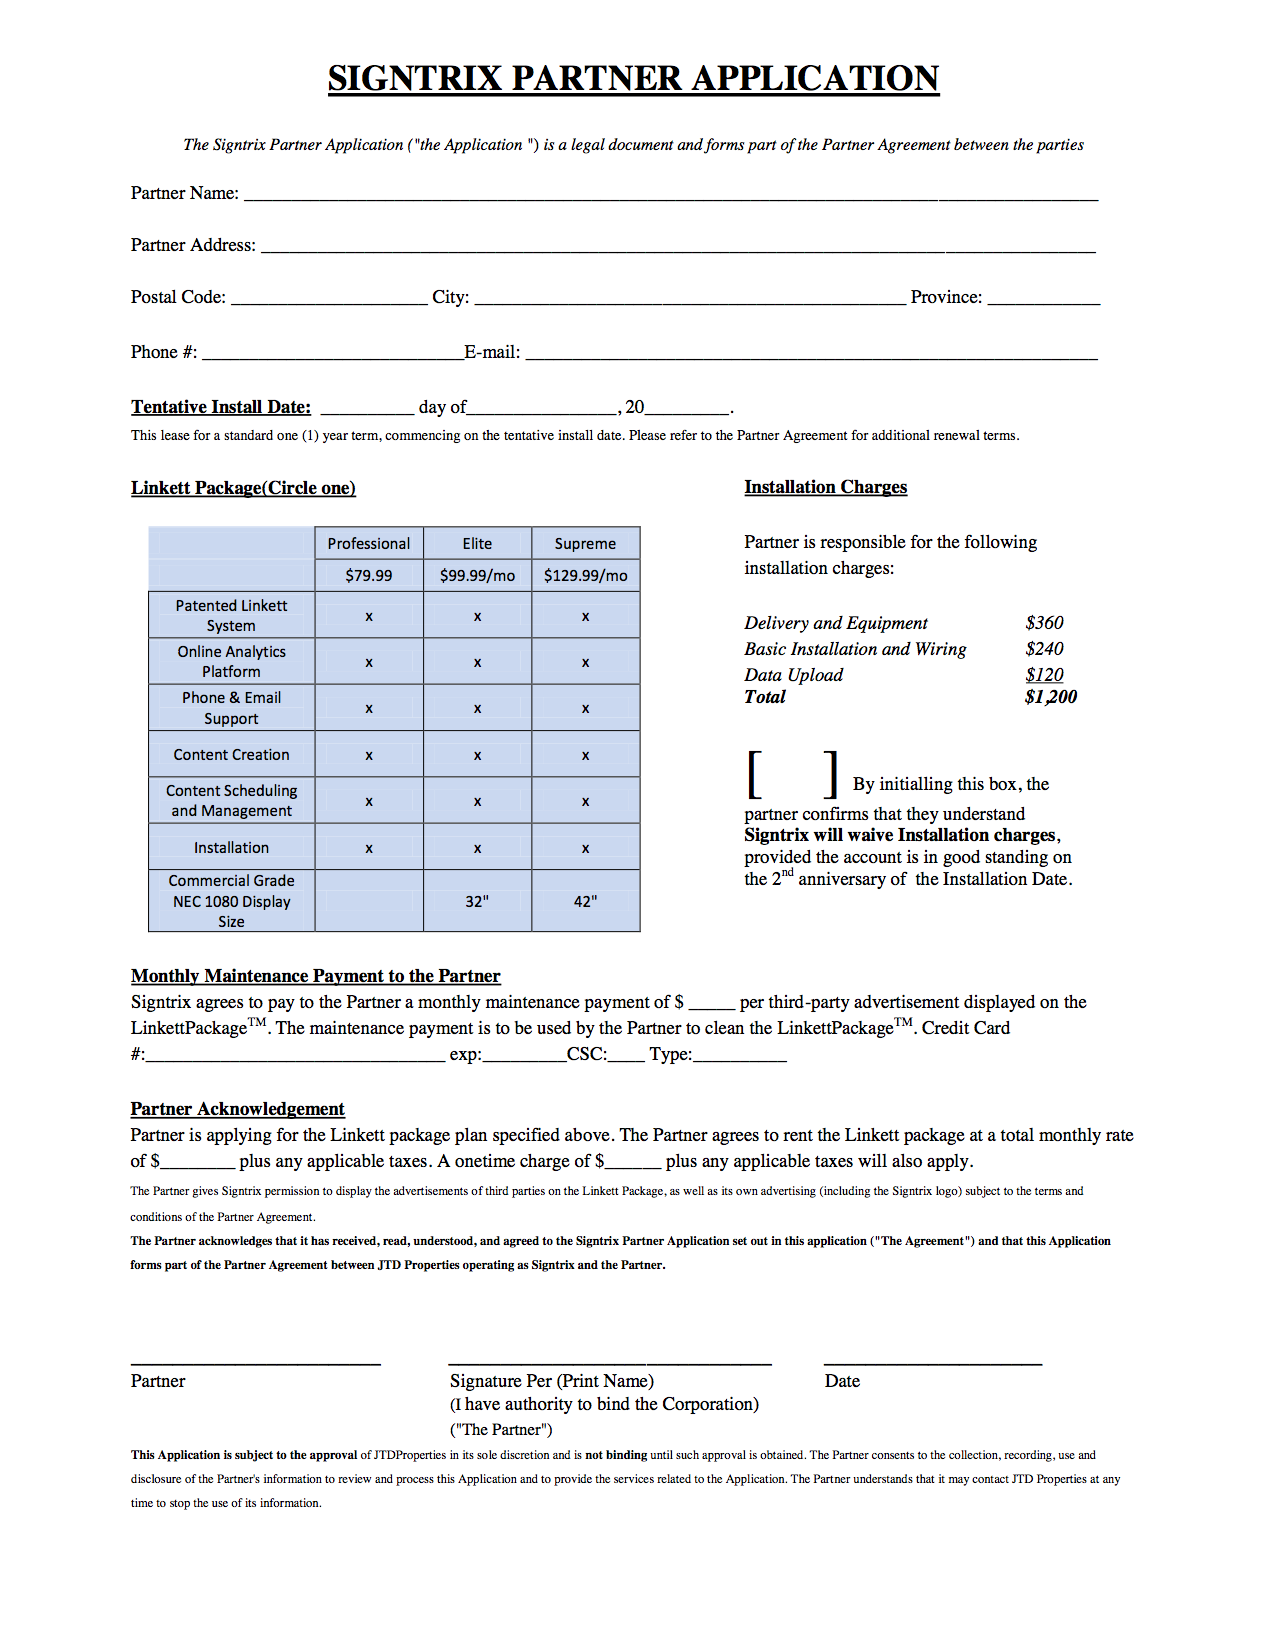 SIGNTRIX PARTNER APPLICATION
The Signtrix Partner Application ("the Application ") is a legal document and forms part of the Partner Agreement between the parties
Partner Name: ____________________
Partner Address: ____________________
Postal Code: __________ City: ____________________ Province: __________
Phone #: ____________________E-mail: ____________________
Tentative Install Date: __________ day of________________, 20_________.
This lease for a standard one (1) year term, commencing on the tentative install date. Please refer to the Partner Agreement for additional renewal terms.
Linkett Package(Circle one)
Professional Elite Supreme
$79.99 $99.99/mo $129.99/mo
Patented Linkett
System x x x
Online Analytics
Platform x x x
Phone & Email
Support x x x
Content Creation x x x
Content Scheduling
and Management x x x
Installation x x x
Commercial Grade
NEC 1080 Display 32" 42"
Size
Installation Charges
Partner is responsible for the following
installation charges:
Delivery and Equipment $360
Basic Installation and Wiring $240
Data Upload $120
Total $1,200
[ ] By initialling this box, the
partner confirms that they understand
Signtrix will waive Installation charges,
provided the account is in good standing on
the 2nd anniversary of the Installation Date.
Monthly Maintenance Payment to the Partner
Signtrix agrees to pay to the Partner a monthly maintenance payment of $ _____ per third-party advertisement displayed on the
LinkettPackageTM. The maintenance payment is to be used by the Partner to clean the LinkettPackageTM. Credit Card
#:________________________________ exp:_________CSC:____ Type:__________
Partner Acknowledgement
Partner is applying for the Linkett package plan specified above. The Partner agrees to rent the Linkett package at a total monthly rate
of $________ plus any applicable taxes. A onetime charge of $______ plus any applicable taxes will also apply.
The Partner gives Signtrix permission to display the advertisements of third parties on the Linkett Package, as well as its own advertising (including the Signtrix logo) subject to the terms and
conditions of the Partner Agreement.
The Partner acknowledges that it has received, read, understood, and agreed to the Signtrix Partner Application set out in this application ("The Agreement") and that this Application
forms part of the Partner Agreement between JTD Properties operating as Signtrix and the Partner.
Partner Signature Per (Print Name) Date
(I have authority to bind the Corporation)
("The Partner")
This Application is subject to the approval of JTDProperties in its sole discretion and is not binding until such approval is obtained. The Partner consents to the collection, recording, use and
disclosure of the Partner's information to review and process this Application and to provide the services related to the Application. The Partner understands that it may contact JTD Properties at any
time to stop the use of its information.